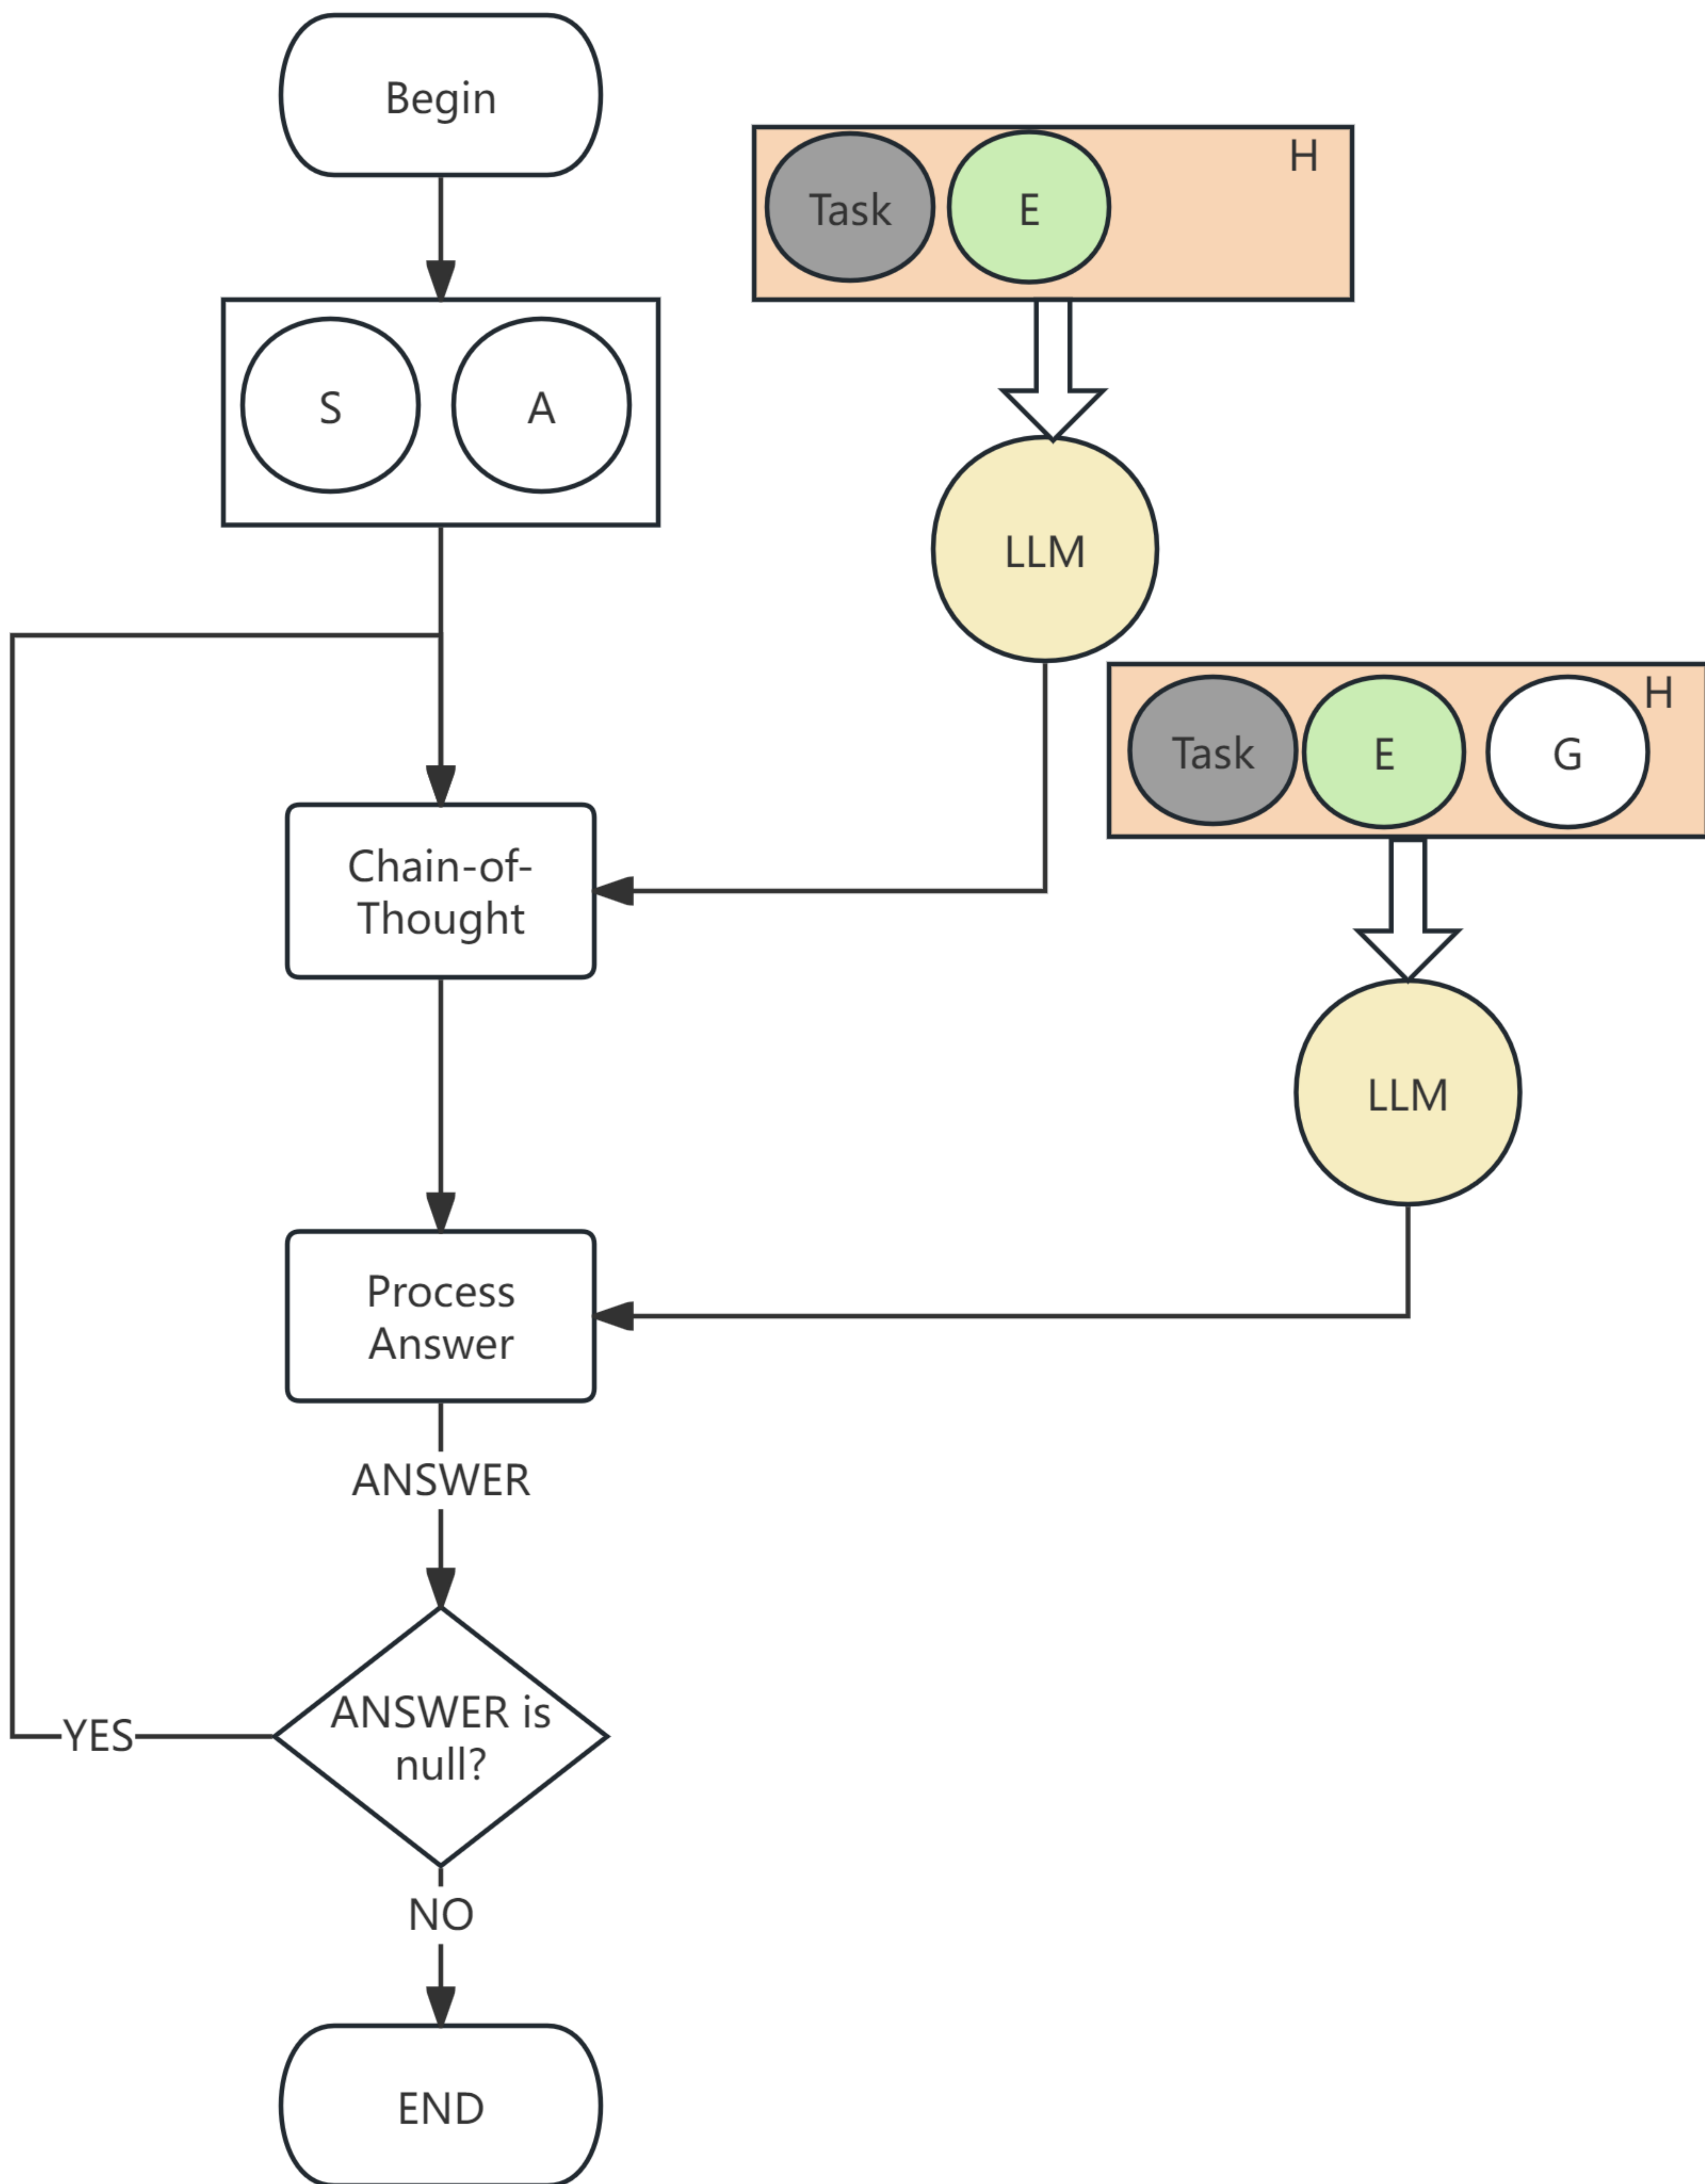 Begin
H
Task
E
S
A
LLM
H
Task
E
G
Chain-of-
Thought
LLM
Process
Answer
ANSWER
ANSWER is
null?
YES
NO
END